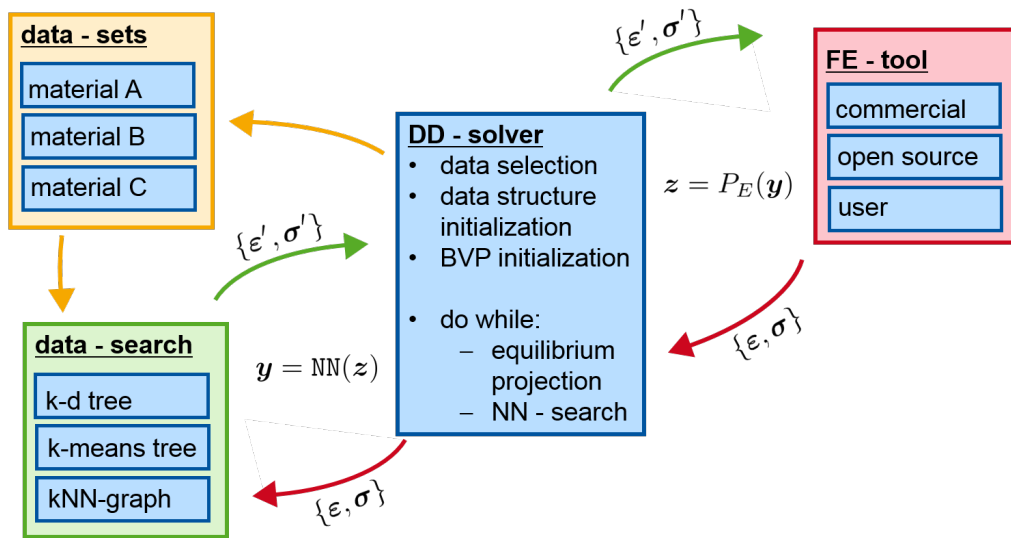 data - sets
material A
material B
material C
{ε′, σ′}
FE - tool
commercial
open source
user
DD - solver
• data selection
• data structure
initialization
• BVP initialization
• do while:
– equilibrium
projection
– NN - search
z = P_E(y)
{ε′, σ′}
{ε, σ}
data - search
k-d tree
k-means tree
kNN-graph
y = NN(z)
{ε, σ}